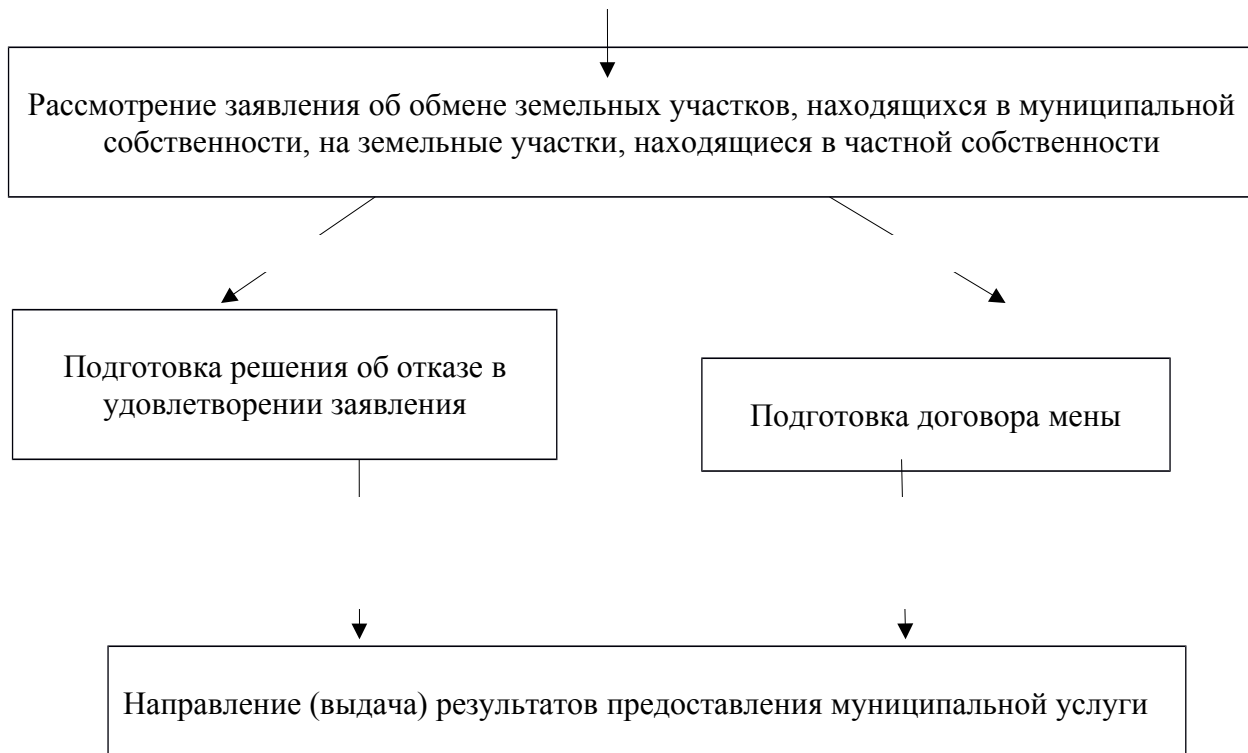 Рассмотрение заявления об обмене земельных участков, находящихся в муниципальной
собственности, на земельные участки, находящиеся в частной собственности
Подготовка решения об отказе в
удовлетворении заявления
Подготовка договора мены
Направление (выдача) результатов предоставления муниципальной услуги